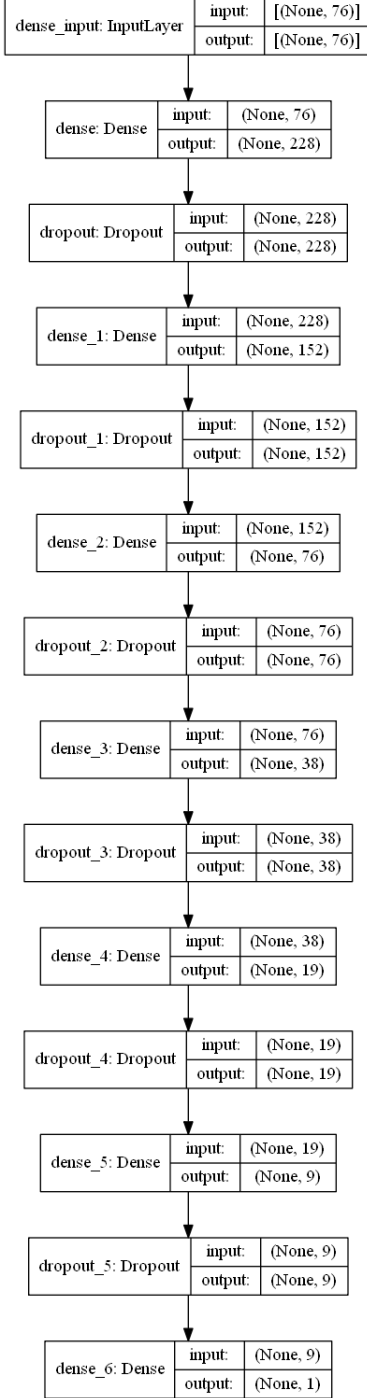 dense_input: InputLayer input: [(None, 76)]
output: [(None, 76)]
dense: Dense input: (None, 76)
output: (None, 228)
dropout: Dropout input: (None, 228)
output: (None, 228)
dense_1: Dense input: (None, 228)
output: (None, 152)
dropout_1: Dropout input: (None, 152)
output: (None, 152)
dense_2: Dense input: (None, 152)
output: (None, 76)
dropout_2: Dropout input: (None, 76)
output: (None, 76)
dense_3: Dense input: (None, 76)
output: (None, 38)
dropout_3: Dropout input: (None, 38)
output: (None, 38)
dense_4: Dense input: (None, 38)
output: (None, 19)
dropout_4: Dropout input: (None, 19)
output: (None, 19)
dense_5: Dense input: (None, 19)
output: (None, 9)
dropout_5: Dropout input: (None, 9)
output: (None, 9)
dense_6: Dense input: (None, 9)
output: (None, 1)